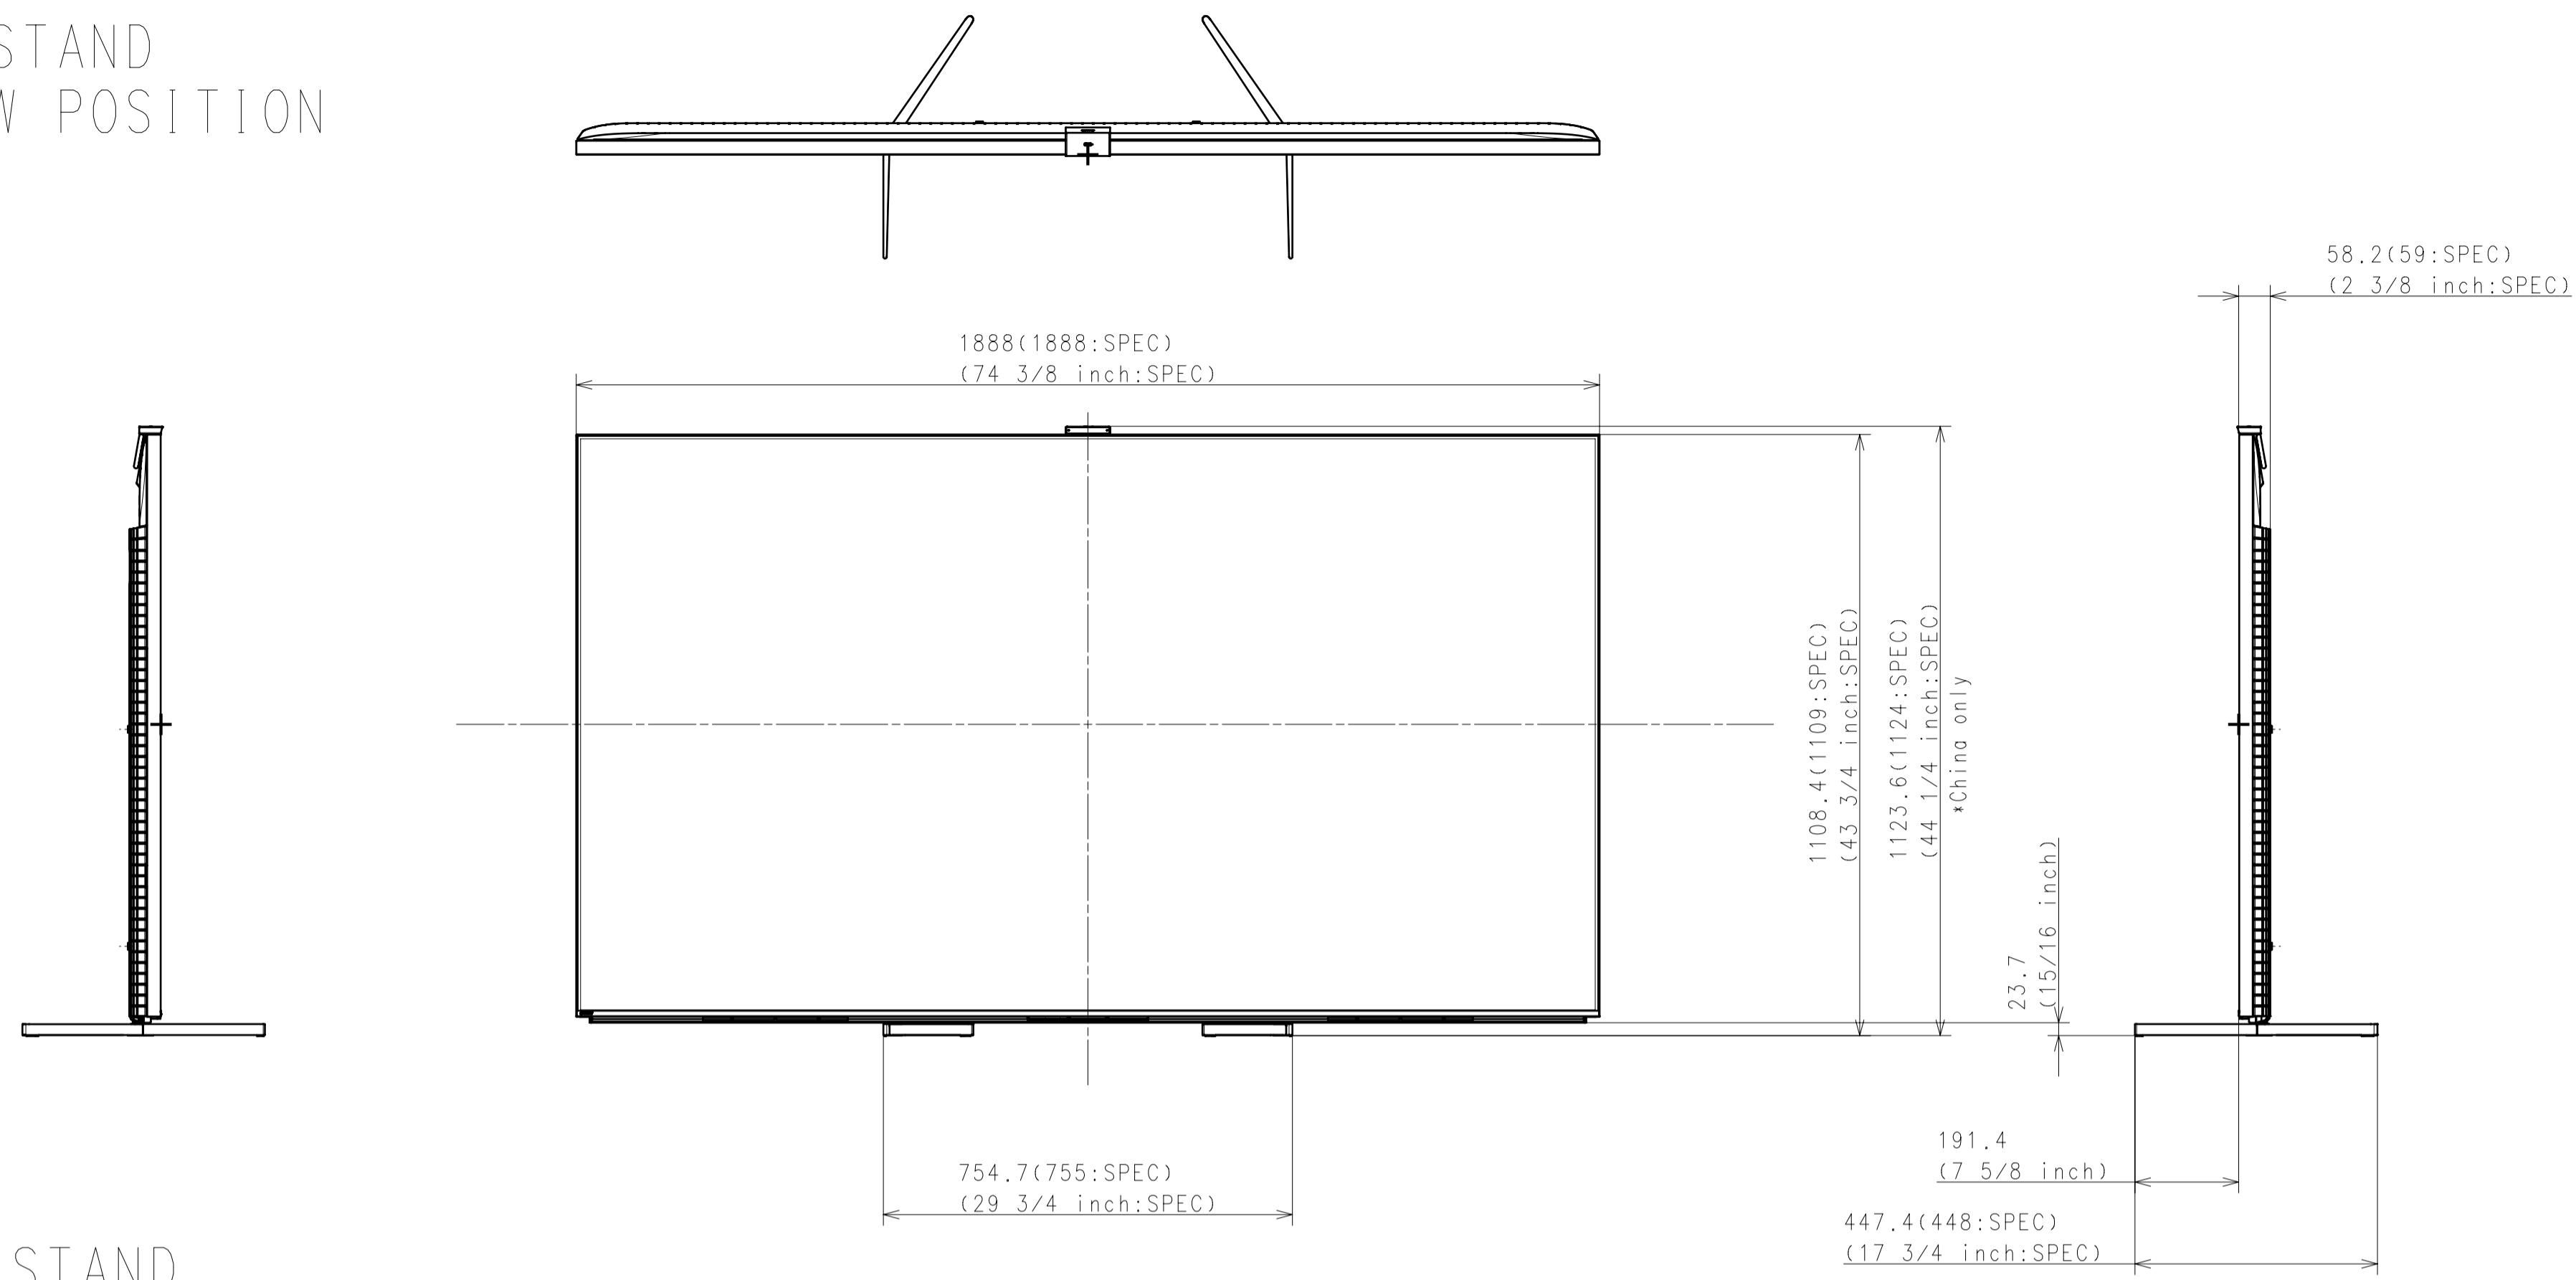 STAND
W POSITION
58.2(59:SPEC)
(2 3/8 inch:SPEC)
1888(1888:SPEC)
(74 3/8 inch:SPEC)
1108.4(1109:SPEC)
(43 3/4 inch:SPEC)
1123.6(1124:SPEC)
(44 1/4 inch:SPEC)
*China only
23.7
(15/16 inch)
191.4
(7 5/8 inch)
754.7(755:SPEC)
(29 3/4 inch:SPEC)
447.4(448:SPEC)
(17 3/4 inch:SPEC)
STAND